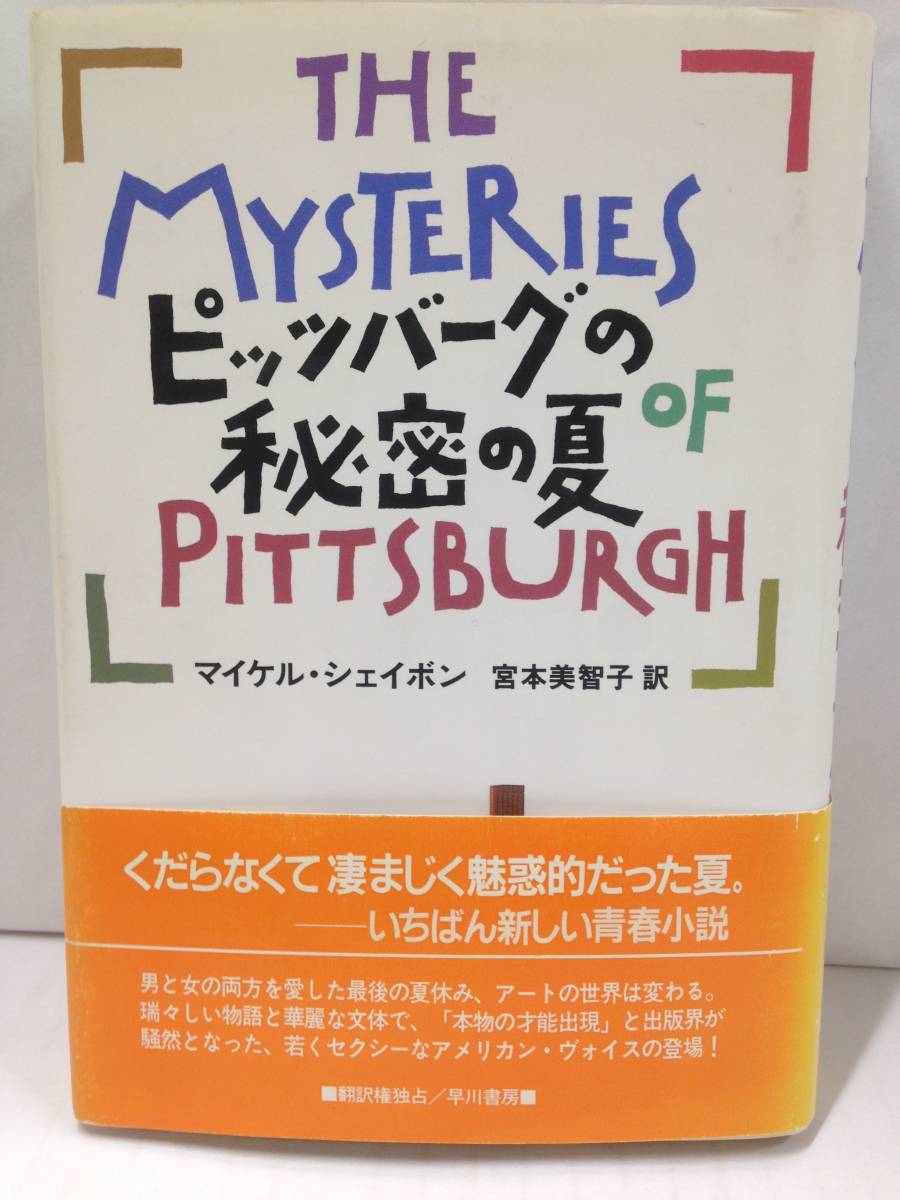 THE
MYSTERIES
ピッツバーグの
OF
秘密の夏
PITTSBURGH
マイケル・シェイボン 宮本美智子 訳
くだらなくて凄まじく魅惑的だった夏。
──いちばん新しい青春小説
男と女の両方を愛した最後の夏休み、アートの世界は変わる。
瑞々しい物語と華麗な文体で、「本物の才能出現」と出版界が
騒然となった、若くセクシーなアメリカン・ヴォイスの登場!
■翻訳権独占/早川書房■